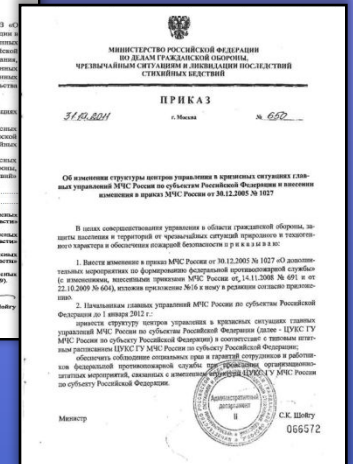 МИНИСТЕРСТВО РОССИЙСКОЙ ФЕДЕРАЦИИ
ПО ДЕЛАМ ГРАЖДАНСКОЙ ОБОРОНЫ,
ЧРЕЗВЫЧАЙНЫМ СИТУАЦИЯМ И ЛИКВИДАЦИИ ПОСЛЕДСТВИЙ
СТИХИЙНЫХ БЕДСТВИЙ
ПРИКАЗ
г. Москва
№ 650
Об изменении структуры центров управления в кризисных ситуациях глав-
ных управлений МЧС России по субъектам Российской Федерации и внесении
изменения в приказ МЧС России от 30.12.2005 № 1027
В целях совершенствования управления в области гражданской обороны, за-
щиты населения и территорий от чрезвычайных ситуаций природного и техноген-
ного характера и обеспечения пожарной безопасности п р и к а з ы в а ю:
1. Внести изменение в приказ МЧС России от 30.12.2005 № 1027 «О дополни-
тельных мероприятиях по формированию федеральной противопожарной службы»
(с изменениями, внесенными приказами МЧС России от 14.11.2008 № 691 и от
22.10.2009 № 604), изложив приложение №16 к нему в редакции согласно приложе-
нию.
2. Начальникам главных управлений МЧС России по субъектам Российской
Федерации до 1 января 2012 г.:
привести структуру центров управления в кризисных ситуациях главных
управлений МЧС России по субъектам Российской Федерации (далее - ЦУКС ГУ
МЧС России по субъекту Российской Федерации) в соответствие с типовым штат-
ным расписанием ЦУКС ГУ МЧС России по субъекту Российской Федерации;
обеспечить соблюдение социальных прав и гарантий сотрудников и работни-
ков федеральной противопожарной службы при проведении организационно-
штатных мероприятий, связанных с изменением структуры ЦУКС ГУ МЧС России
по субъекту Российской Федерации.
Административный
департамент
Министр
С.К. Шойгу
066572